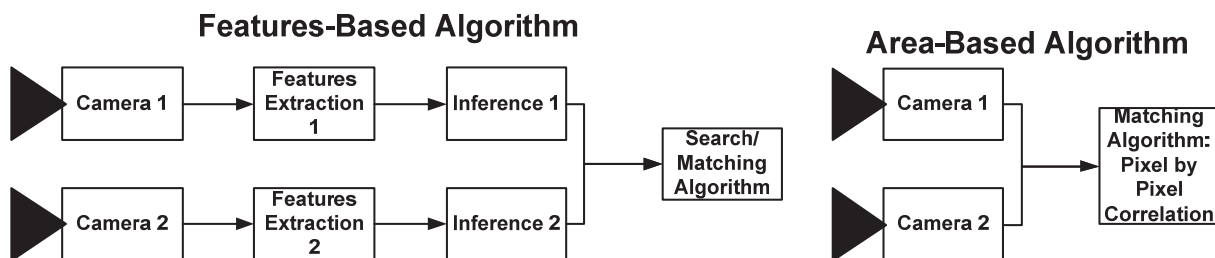 Features-Based Algorithm
Camera 1
Features
Extraction
1
Inference 1
Camera 2
Features
Extraction
2
Inference 2
Search/
Matching
Algorithm
Area-Based Algorithm
Camera 1
Camera 2
Matching
Algorithm:
Pixel by
Pixel
Correlation